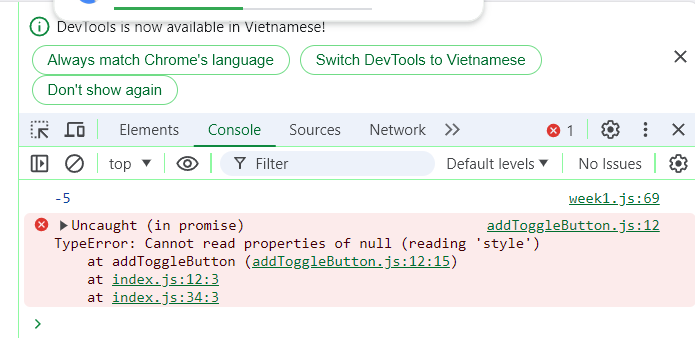 DevTools is now available in Vietnamese!
Always match Chrome's language
Switch DevTools to Vietnamese
Don't show again
Elements Console Sources Network 1
top Filter Default levels No Issues
-5 week1.js:69
Uncaught (in promise) addToggleButton.js:12
TypeError: Cannot read properties of null (reading 'style')
at addToggleButton (addToggleButton.js:12:15)
at index.js:12:3
at index.js:34:3